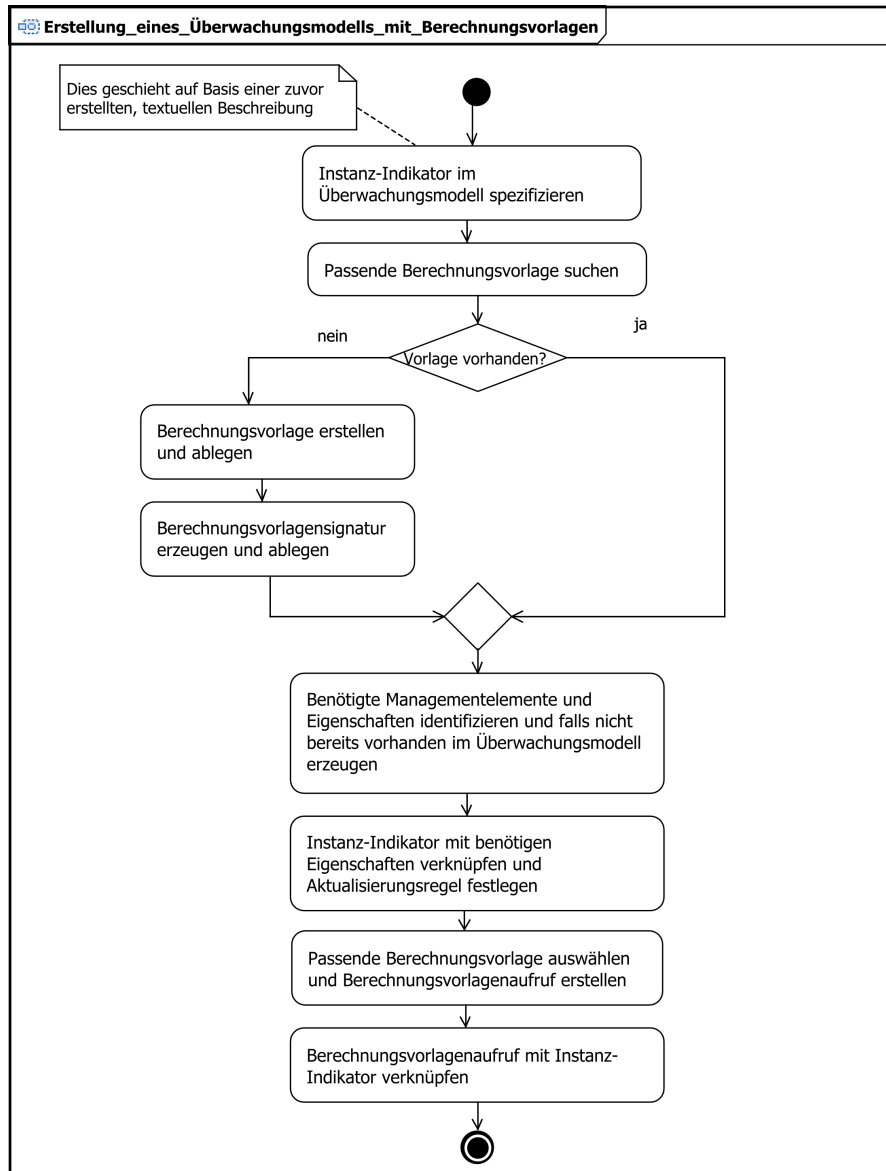 Erstellung_eines_Überwachungsmodells_mit_Berechnungsvorlagen
Dies geschieht auf Basis einer zuvor
erstellten, textuellen Beschreibung
Instanz-Indikator im
Überwachungsmodell spezifizieren
Passende Berechnungsvorlage suchen
nein
ja
Vorlage vorhanden?
Berechnungsvorlage erstellen
und ablegen
Berechnungsvorlagensignatur
erzeugen und ablegen
Benötigte Managementelemente und
Eigenschaften identifizieren und falls nicht
bereits vorhanden im Überwachungsmodell
erzeugen
Instanz-Indikator mit benötigen
Eigenschaften verknüpfen und
Aktualisierungsregel festlegen
Passende Berechnungsvorlage auswählen
und Berechnungsvorlagenaufruf erstellen
Berechnungsvorlagenaufruf mit Instanz-
Indikator verknüpfen